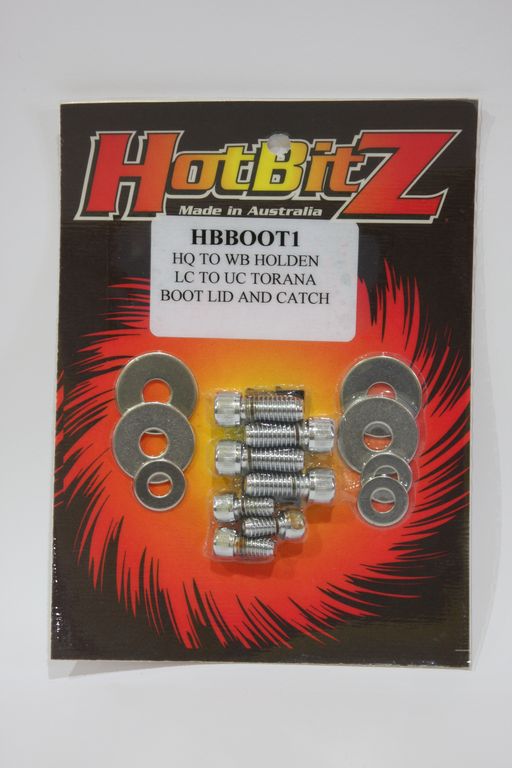 HotBitZ
Made in Australia
HBBOOT1
HQ TO WB HOLDEN
LC TO UC TORANA
BOOT LID AND CATCH